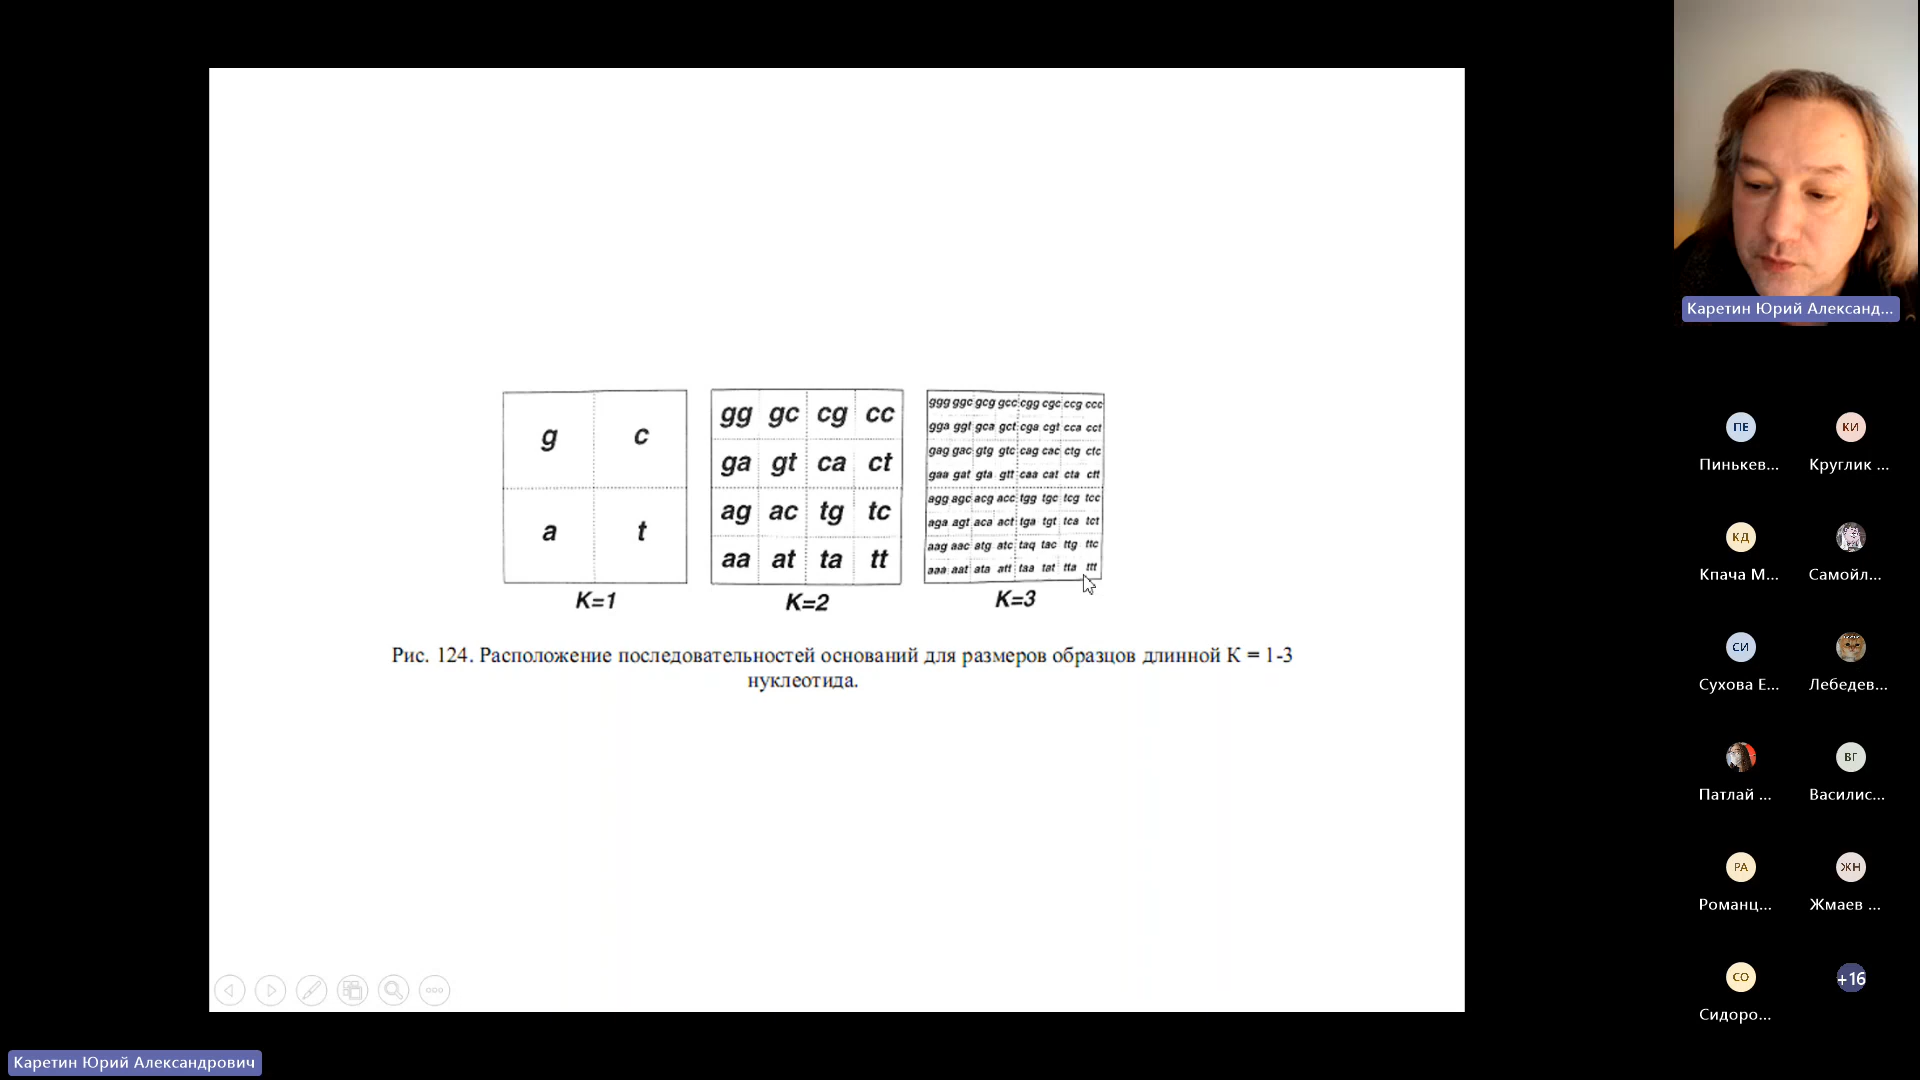 g c
a t
K=1
gg gc cg cc
ga gt ca ct
ag ac tg tc
aa at ta tt
K=2
ggg ggc gcg gcc cgg cgc ccg ccc
gga ggt gca gct cga cgt cca cct
gag gac gtg gtc cag cac ctg ctc
gaa gat gta gtt caa cat cta ctt
agg agc acg acc tgg tgc tcg tcc
aga agt aca act tga tgt tca tct
aag aac atg atc taq tac ttg ttc
aaa aat ata att taa tat tta ttt
K=3
Рис. 124. Расположение последовательностей оснований для размеров образцов длинной К = 1-3
нуклеотида.
Каретин Юрий Александ...
ПЕ КИ
Пинькев... Круглик ...
КД
Кпача М... Самойл...
СИ
Сухова Е... Лебедев...
ВГ
Патлай ... Василис...
РА ЖН
Романц... Жмаев ...
СО +16
Сидоро...
Каретин Юрий Александрович